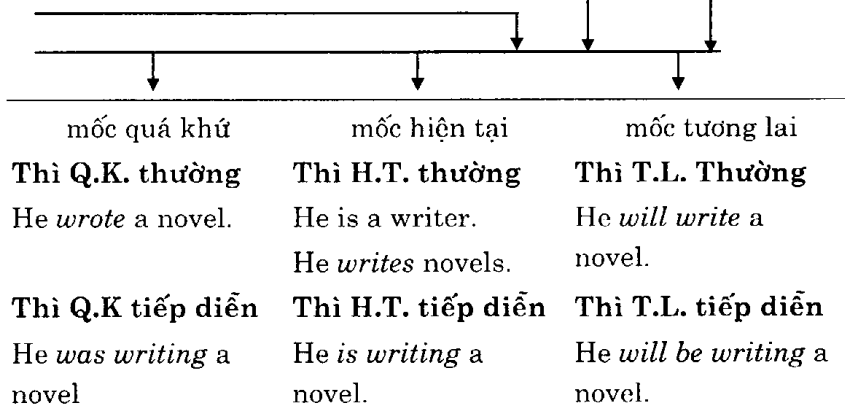 mốc quá khứ mốc hiện tại mốc tương lai
Thì Q.K. thường Thì H.T. thường Thì T.L. Thường
He wrote a novel. He is a writer. He will write a
He writes novels. novel.
Thì Q.K tiếp diễn Thì H.T. tiếp diễn Thì T.L. tiếp diễn
He was writing a He is writing a He will be writing a
novel novel. novel.